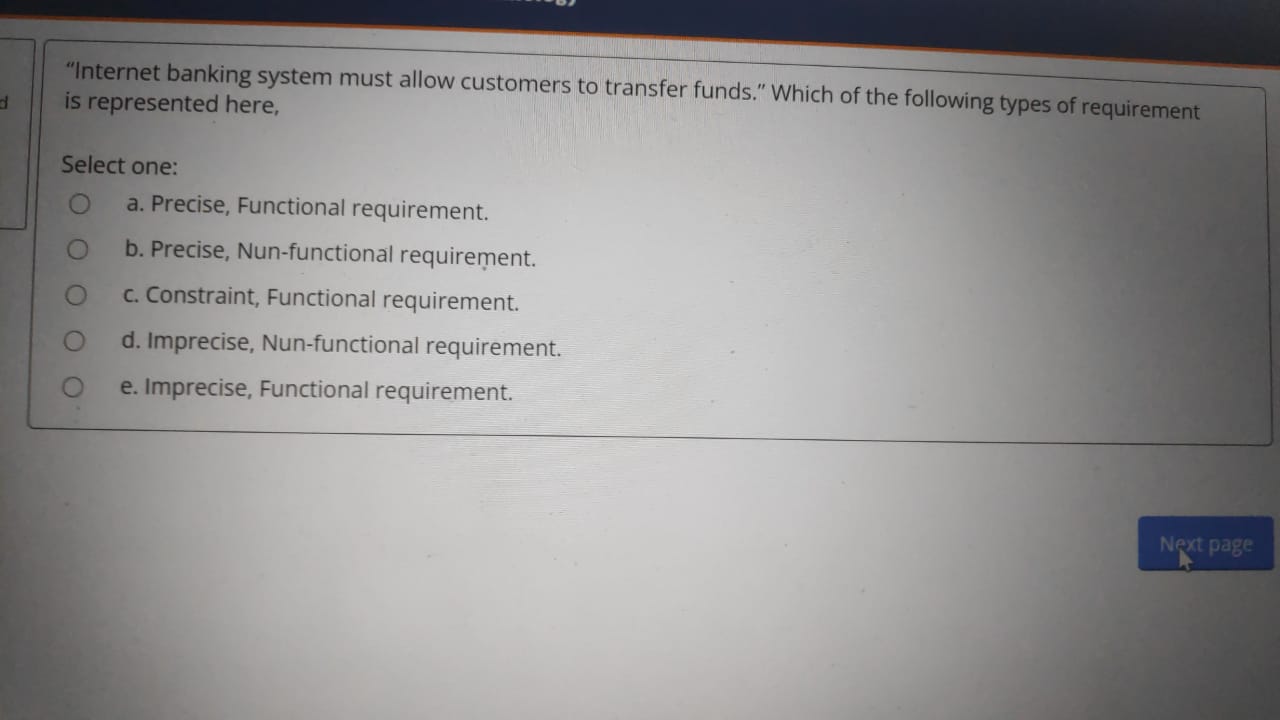 "Internet banking system must allow customers to transfer funds." Which of the following types of requirement
is represented here,
Select one:
a. Precise, Functional requirement.
b. Precise, Nun-functional requirement.
c. Constraint, Functional requirement.
d. Imprecise, Nun-functional requirement.
e. Imprecise, Functional requirement.
Next page